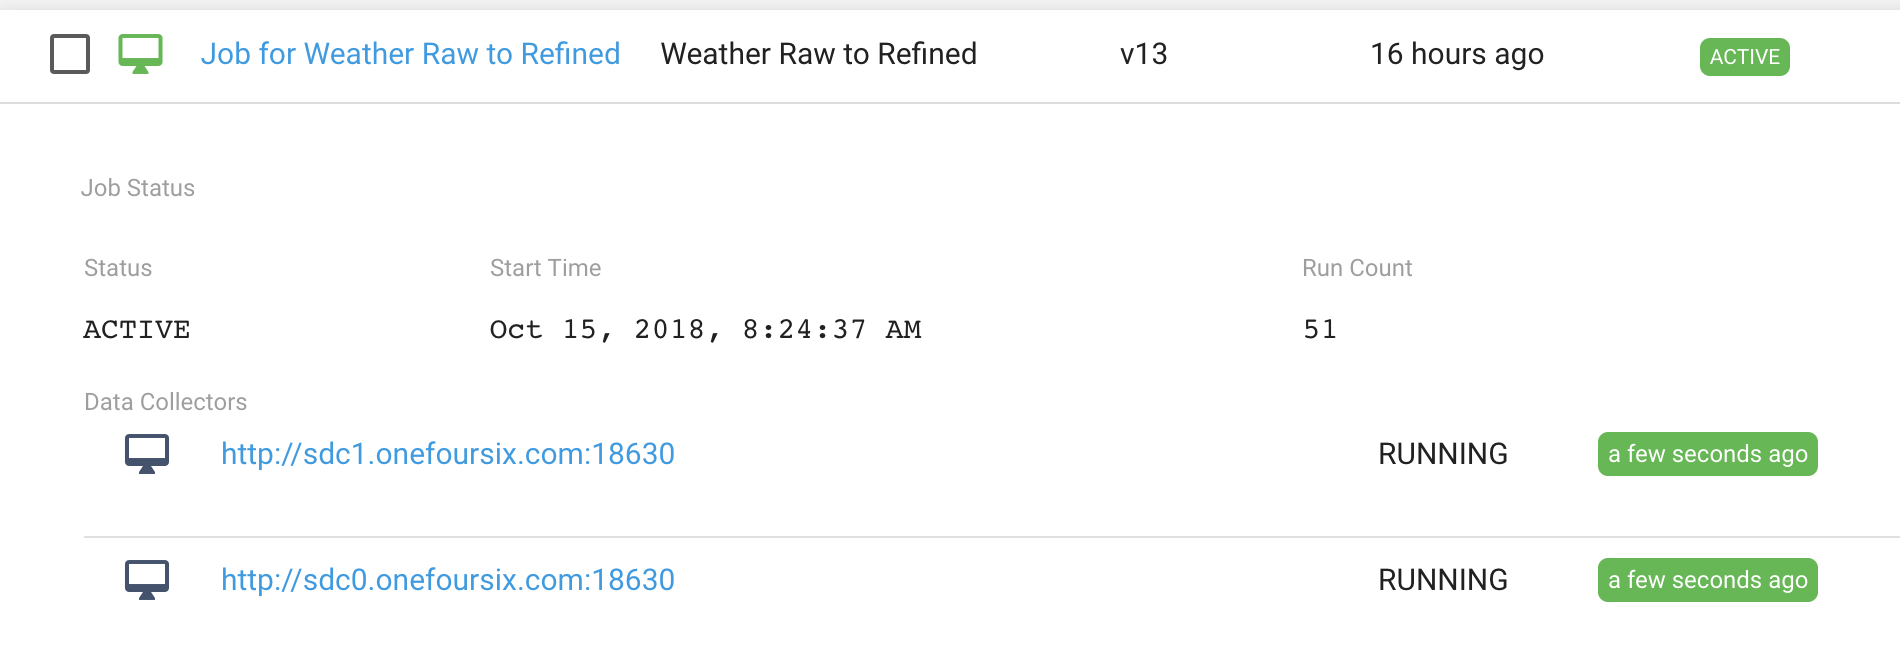 Job for Weather Raw to Refined Weather Raw to Refined v13 16 hours ago ACTIVE
Job Status
Status Start Time Run Count
ACTIVE Oct 15, 2018, 8:24:37 AM 51
Data Collectors
http://sdc1.onefoursix.com:18630 RUNNING a few seconds ago
http://sdc0.onefoursix.com:18630 RUNNING a few seconds ago